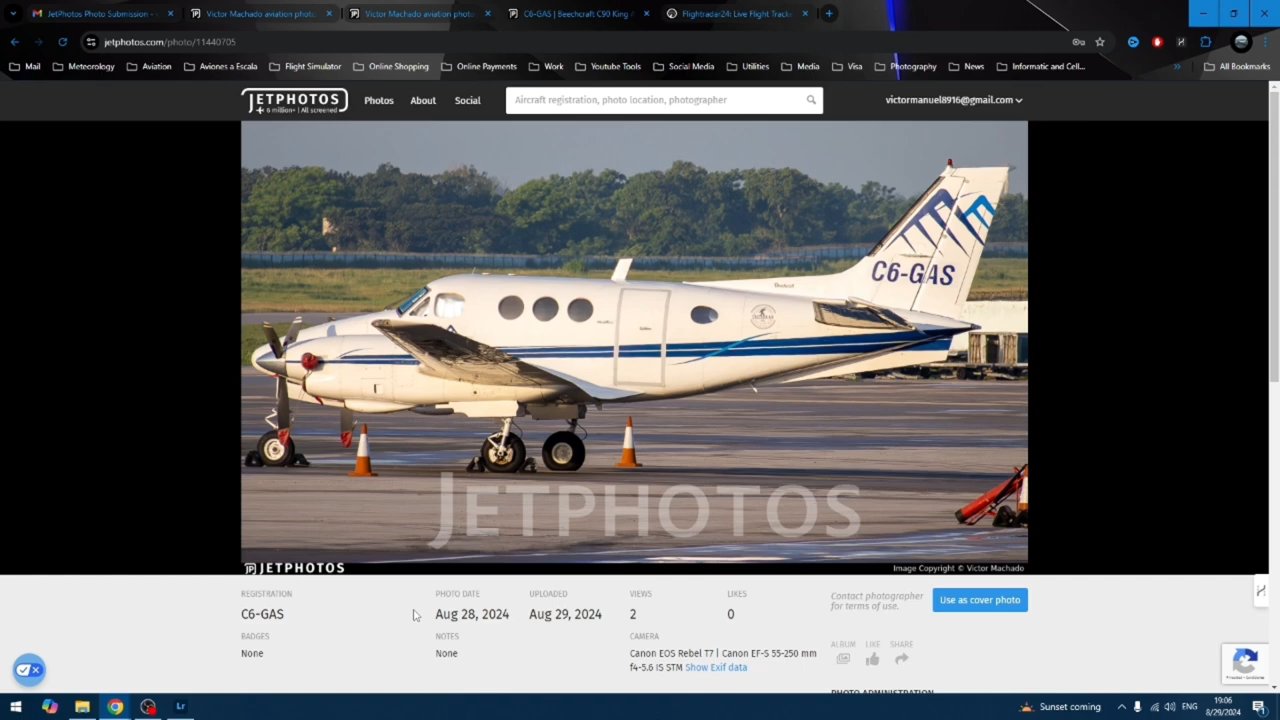 JetPhotos Photo Submission -
Victor Machado aviation photos
Victor Machado aviation photos
C6-GAS | Beechcraft C90 King A
Flightradar24: Live Flight Tracke
jetphotos.com/photo/11440705
Mail
Meteorology
Aviation
Aviones a Escala
Flight Simulator
Online Shopping
Online Payments
Work
Youtube Tools
Social Media
Utilities
Media
Visa
Photography
News
Informatic and Cell...
»
All Bookmarks
JETPHOTOS
6 million+ | All screened
Photos
About
Social
Aircraft registration, photo location, photographer
victormanuel8916@gmail.com
C6-GAS
JETPHOTOS
JETPHOTOS
Image Copyright © Victor Machado
REGISTRATION
PHOTO DATE
UPLOADED
VIEWS
LIKES
C6-GAS
Aug 28, 2024
Aug 29, 2024
2
0
Contact photographer
for terms of use.
Use as cover photo
BADGES
NOTES
CAMERA
None
None
Canon EOS Rebel T7 | Canon EF-S 55-250 mm
f4-5.6 IS STM Show Exif data
ALBUM
LIKE
SHARE
PHOTO ADMINISTRATION
Sunset coming
ENG
19:06
8/29/2024